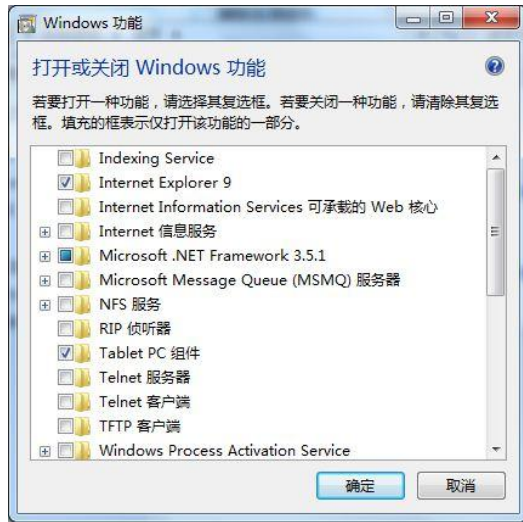 Windows 功能
打开或关闭 Windows 功能
若要打开一种功能，请选择其复选框。若要关闭一种功能，请清除其复选
框。填充的框表示仅打开该功能的一部分。
Indexing Service
Internet Explorer 9
Internet Information Services 可承载的 Web 核心
Internet 信息服务
Microsoft .NET Framework 3.5.1
Microsoft Message Queue (MSMQ) 服务器
NFS 服务
RIP 侦听器
Tablet PC 组件
Telnet 服务器
Telnet 客户端
TFTP 客户端
Windows Process Activation Service
确定
取消